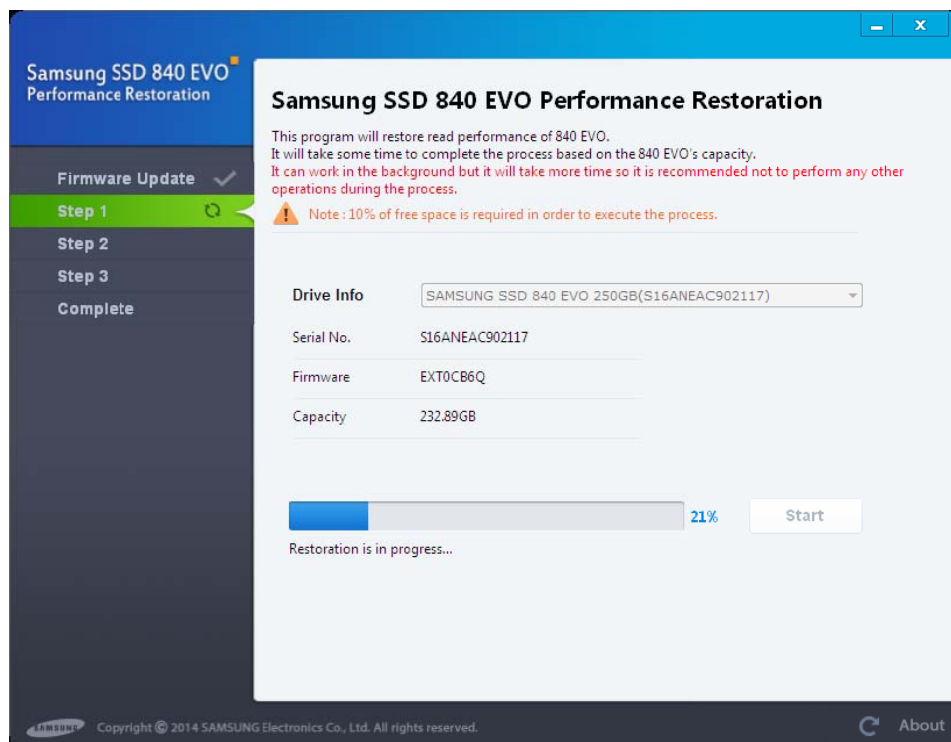 Samsung SSD 840 EVO
Performance Restoration
Firmware Update
Step 1
Step 2
Step 3
Complete
Samsung SSD 840 EVO Performance Restoration
This program will restore read performance of 840 EVO.
It will take some time to complete the process based on the 840 EVO's capacity.
It can work in the background but it will take more time so it is recommended not to perform any other
operations during the process.
Note : 10% of free space is required in order to execute the process.
Drive Info SAMSUNG SSD 840 EVO 250GB(S16ANEAC902117)
Serial No. S16ANEAC902117
Firmware EXT0CB6Q
Capacity 232.89GB
21% Start
Restoration is in progress...
SAMSUNG Copyright © 2014 SAMSUNG Electronics Co., Ltd. All rights reserved. About